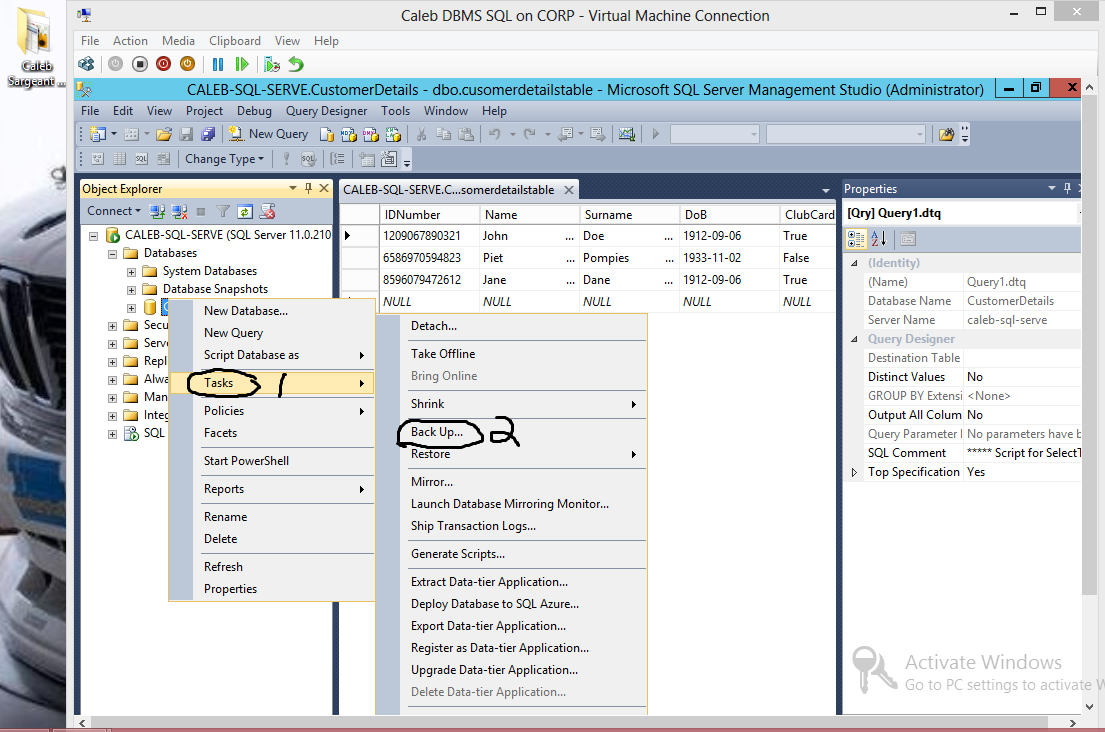 Caleb DBMS SQL on CORP - Virtual Machine Connection
Caleb
Sargeant ...
File Action Media Clipboard View Help
CALEB-SQL-SERVE.CustomerDetails - dbo.cusomerdetailstable - Microsoft SQL Server Management Studio (Administrator)
File Edit View Project Debug Query Designer Tools Window Help
New Query
Change Type
Object Explorer
Connect
CALEB-SQL-SERVE (SQL Server 11.0.210
Databases
System Databases
Database Snapshots
Secu
Serve
Repl
Alwa
Man
Integ
SQL
New Database...
New Query
Script Database as
Tasks 1
Policies
Facets
Start PowerShell
Reports
Rename
Delete
Refresh
Properties
Detach...
Take Offline
Bring Online
Shrink
Back Up... 2
Restore
Mirror...
Launch Database Mirroring Monitor...
Ship Transaction Logs...
Generate Scripts...
Extract Data-tier Application...
Deploy Database to SQL Azure...
Export Data-tier Application...
Register as Data-tier Application...
Upgrade Data-tier Application...
Delete Data-tier Application...
CALEB-SQL-SERVE.C...somerdetailstable
IDNumber Name Surname DoB ClubCard
1209067890321 John ... Doe ... 1912-09-06 True
6586970594823 Piet ... Pompies ... 1933-11-02 False
8596079472612 Jane ... Dane ... 1912-09-06 True
NULL NULL NULL NULL NULL
Properties
[Qry] Query1.dtq
(Identity)
(Name) Query1.dtq
Database Name CustomerDetails
Server Name caleb-sql-serve
Query Designer
Destination Table
Distinct Values No
GROUP BY Extensi <None>
Output All Colum No
Query Parameter No parameters have b
SQL Comment ***** Script for SelectT
Top Specification Yes
Activate Windows
Go to PC settings to activate W